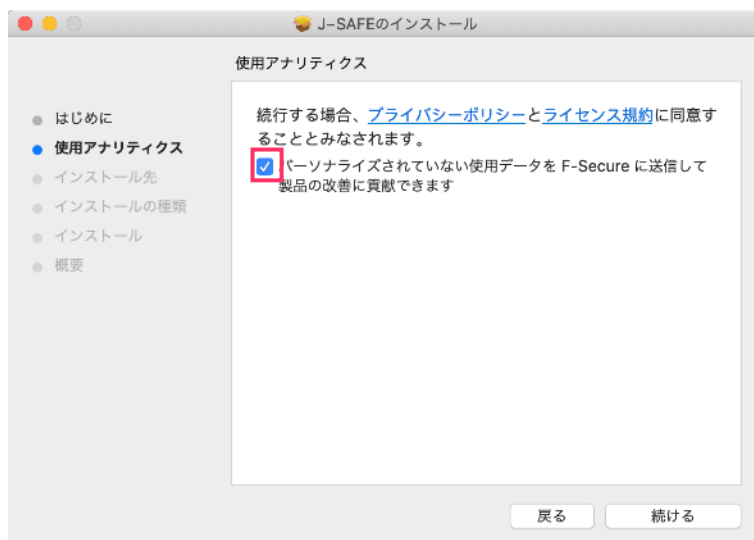 J-SAFEのインストール
使用アナリティクス
はじめに
使用アナリティクス
インストール先
インストールの種類
インストール
概要
続行する場合、プライバシーポリシーとライセンス規約に同意す
ることとみなされます。
パーソナライズされていない使用データを F-Secure に送信して
製品の改善に貢献できます
戻る
続ける